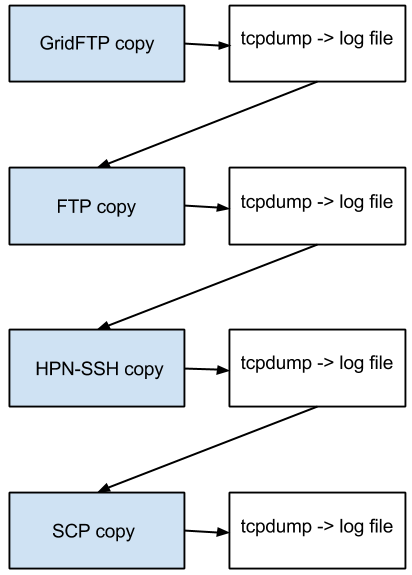 GridFTP copy
tcpdump -> log file
FTP copy
tcpdump -> log file
HPN-SSH copy
tcpdump -> log file
SCP copy
tcpdump -> log file